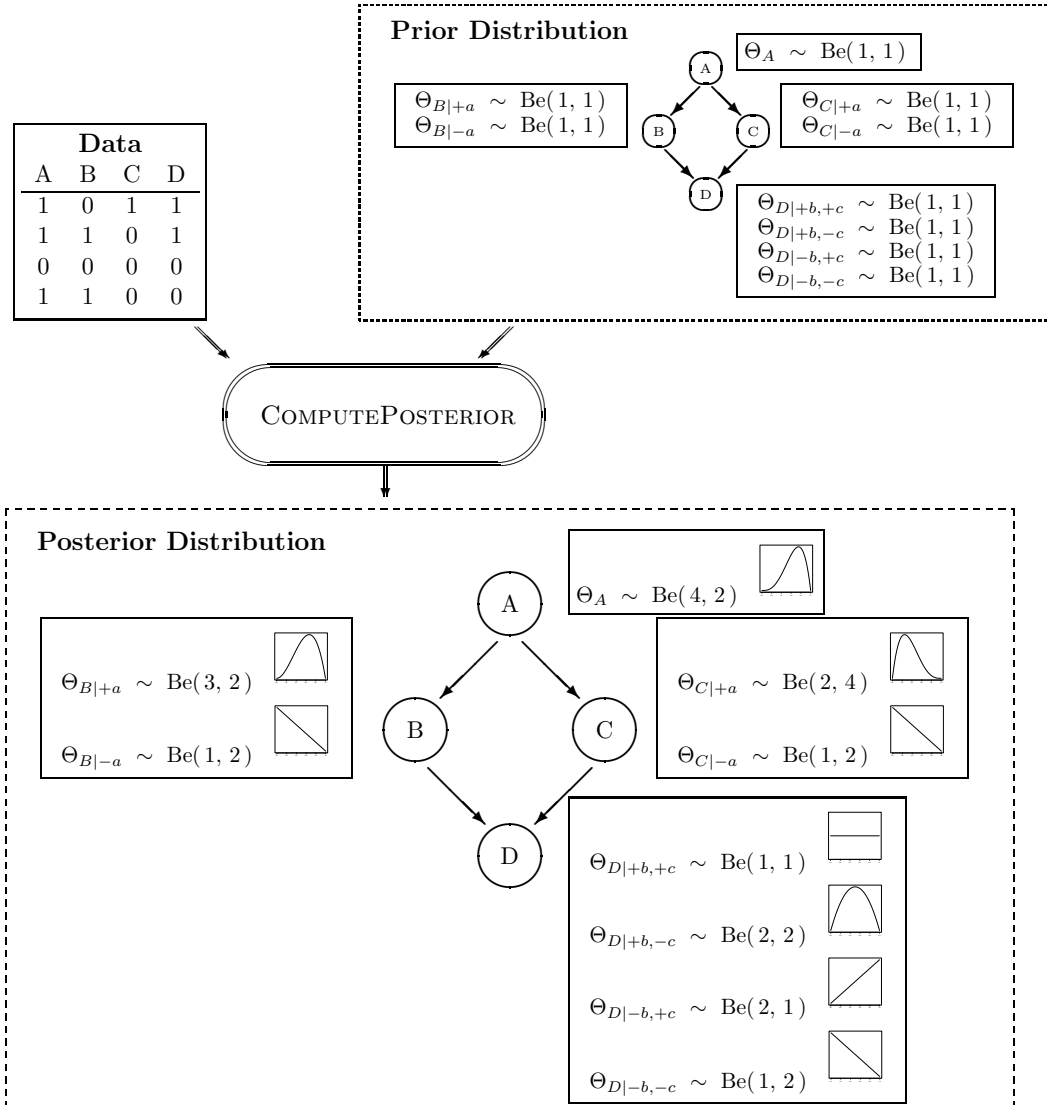 Prior Distribution
A
Θ_A ∼ Be( 1, 1 )
Θ_{B|+a} ∼ Be( 1, 1 )
Θ_{B|−a} ∼ Be( 1, 1 )
B
C
Θ_{C|+a} ∼ Be( 1, 1 )
Θ_{C|−a} ∼ Be( 1, 1 )
D
Θ_{D|+b,+c} ∼ Be( 1, 1 )
Θ_{D|+b,−c} ∼ Be( 1, 1 )
Θ_{D|−b,+c} ∼ Be( 1, 1 )
Θ_{D|−b,−c} ∼ Be( 1, 1 )
Data
A B C D
1 0 1 1
1 1 0 1
0 0 0 0
1 1 0 0
COMPUTEPOSTERIOR
Posterior Distribution
A
Θ_A ∼ Be( 4, 2 )
Θ_{B|+a} ∼ Be( 3, 2 )
Θ_{B|−a} ∼ Be( 1, 2 )
B
C
Θ_{C|+a} ∼ Be( 2, 4 )
Θ_{C|−a} ∼ Be( 1, 2 )
D
Θ_{D|+b,+c} ∼ Be( 1, 1 )
Θ_{D|+b,−c} ∼ Be( 2, 2 )
Θ_{D|−b,+c} ∼ Be( 2, 1 )
Θ_{D|−b,−c} ∼ Be( 1, 2 )